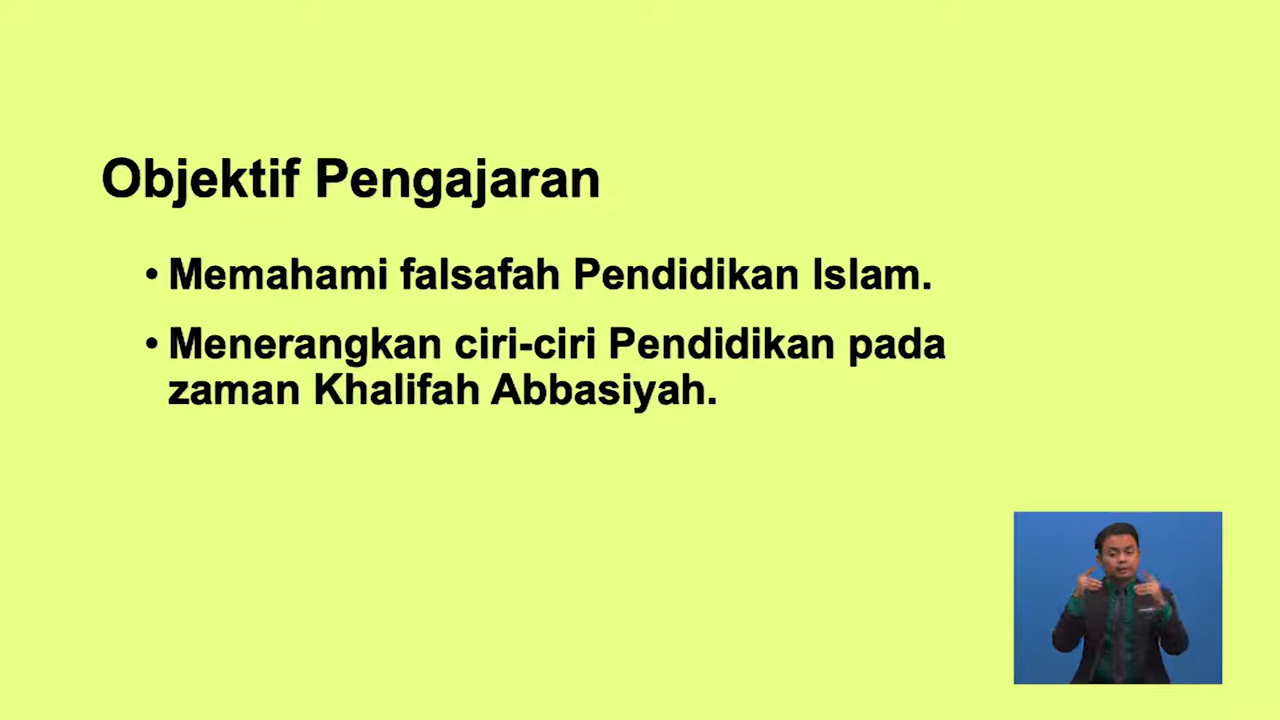 Objektif Pengajaran
• Memahami falsafah Pendidikan Islam.
• Menerangkan ciri-ciri Pendidikan pada
zaman Khalifah Abbasiyah.